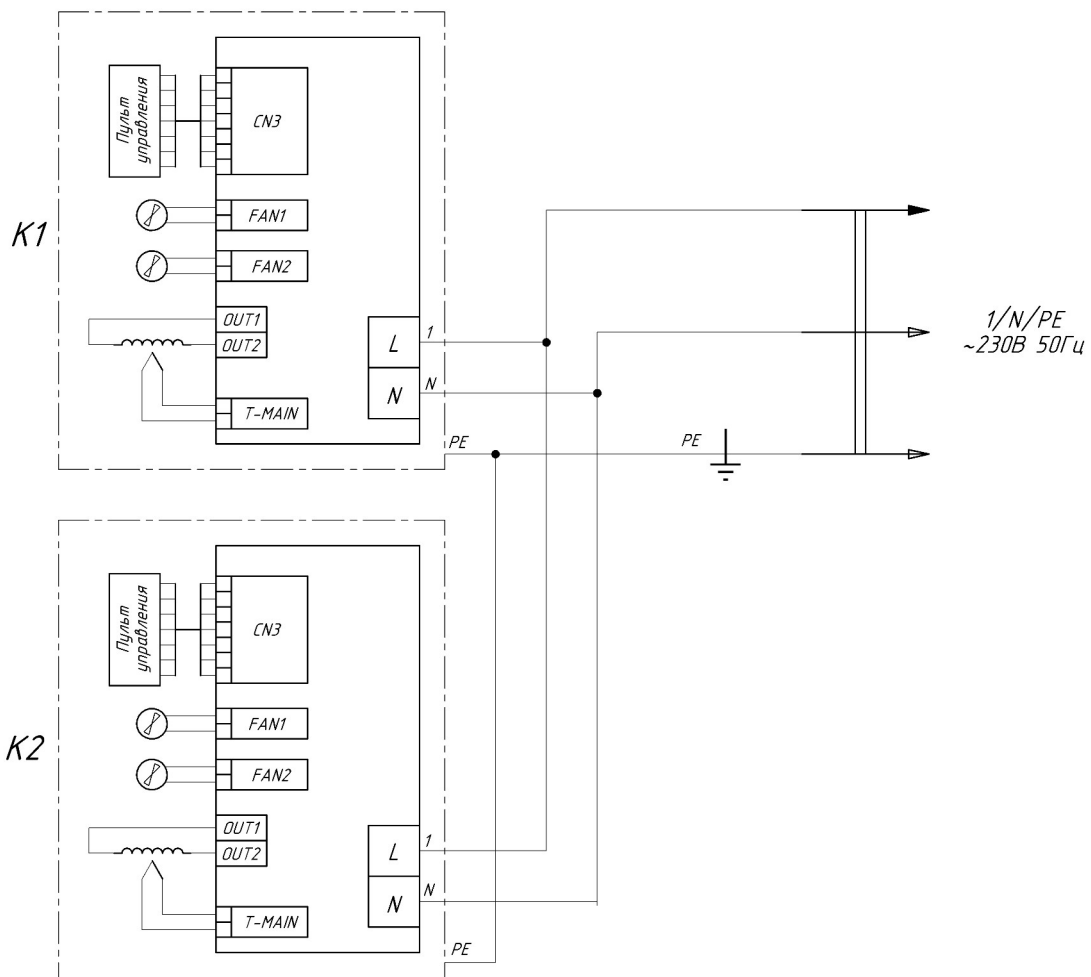 K1
Пульт
управления
CN3
FAN1
FAN2
OUT1
OUT2
T-MAIN
L
1
N
N
PE
PE
1/N/PE
~230В 50Гц
K2
Пульт
управления
CN3
FAN1
FAN2
OUT1
OUT2
T-MAIN
L
1
N
N
PE